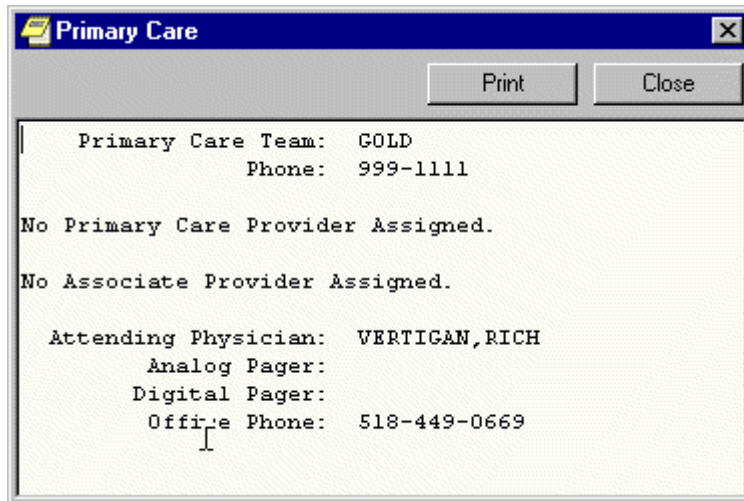 Primary Care
Print Close
Primary Care Team: GOLD
Phone: 999-1111
No Primary Care Provider Assigned.
No Associate Provider Assigned.
Attending Physician: VERTIGAN,RICH
Analog Pager:
Digital Pager:
Office Phone: 518-449-0669